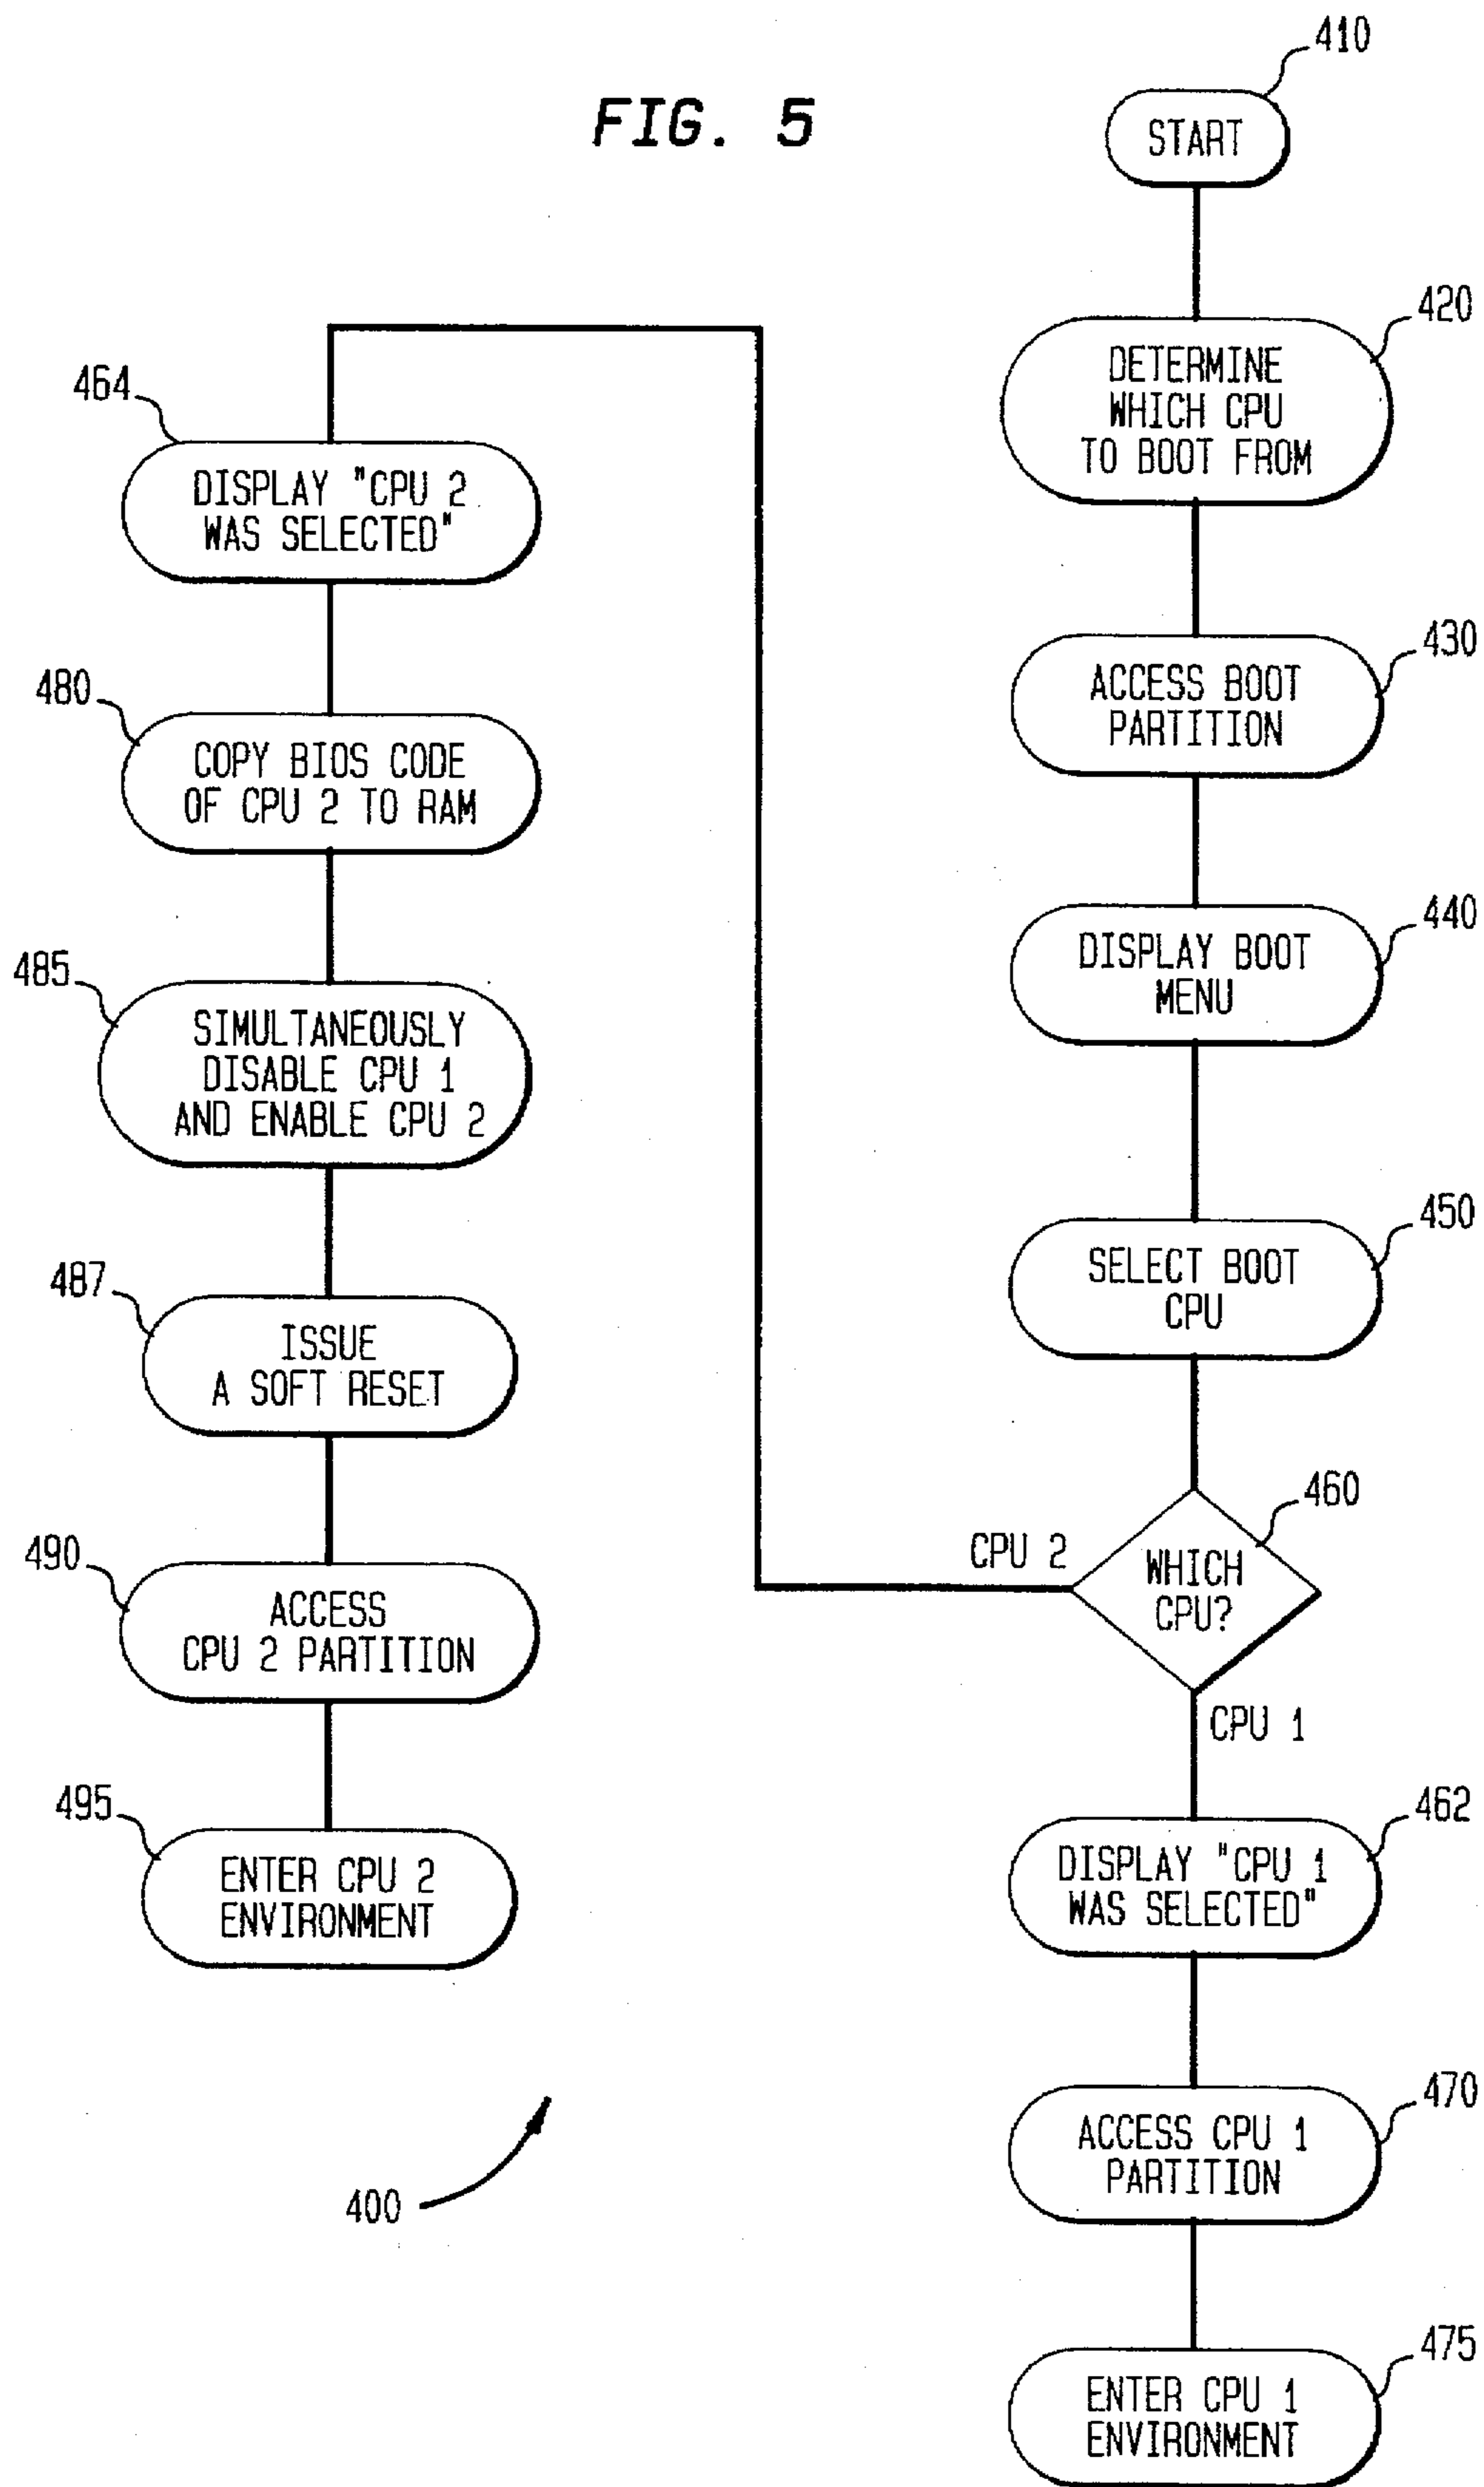 FIG. 5
410
START
420
DETERMINE
WHICH CPU
TO BOOT FROM
430
ACCESS BOOT
PARTITION
440
DISPLAY BOOT
MENU
450
SELECT BOOT
CPU
460
WHICH
CPU?
CPU 2
CPU 1
462
DISPLAY "CPU 1
WAS SELECTED"
470
ACCESS CPU 1
PARTITION
475
ENTER CPU 1
ENVIRONMENT
464
DISPLAY "CPU 2
WAS SELECTED"
480
COPY BIOS CODE
OF CPU 2 TO RAM
485
SIMULTANEOUSLY
DISABLE CPU 1
AND ENABLE CPU 2
487
ISSUE
A SOFT RESET
490
ACCESS
CPU 2 PARTITION
495
ENTER CPU 2
ENVIRONMENT
400